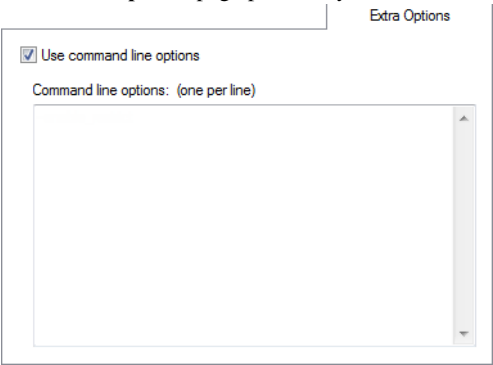 Extra Options
Use command line options
Command line options: (one per line)